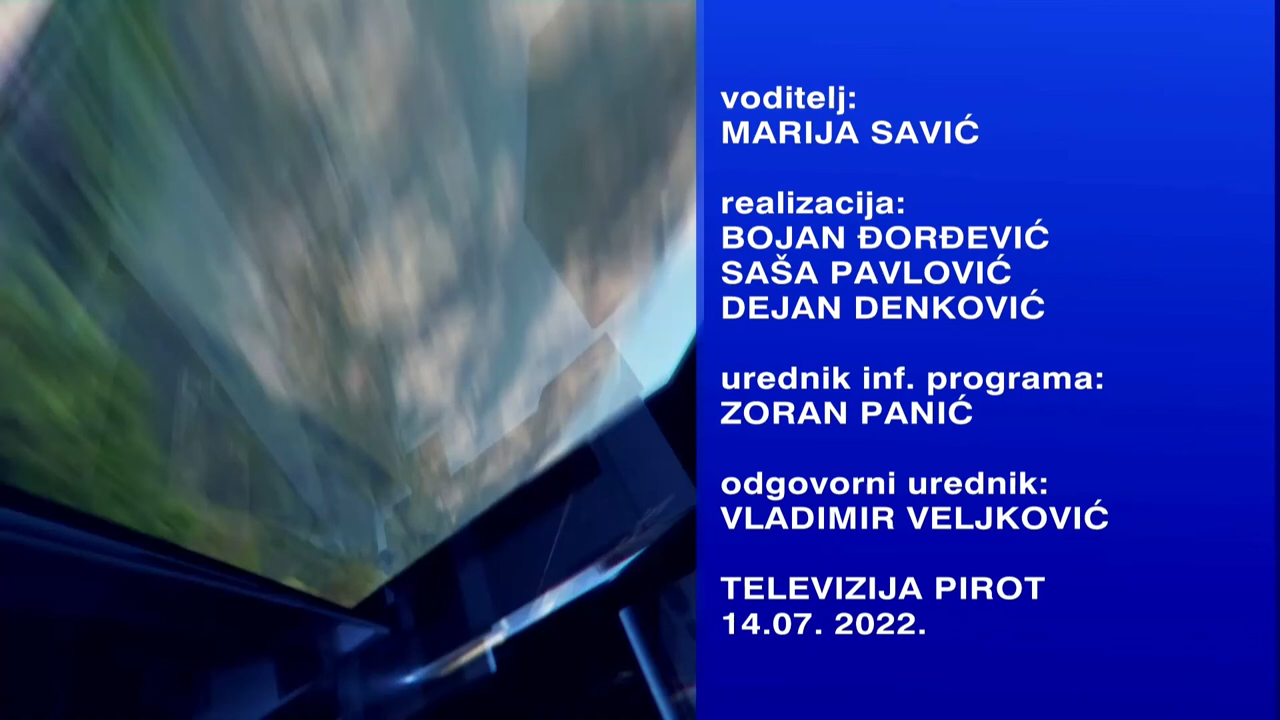 voditelj:
MARIJA SAVIĆ
realizacija:
BOJAN ĐORĐEVIĆ
SAŠA PAVLOVIĆ
DEJAN DENKOVIĆ
urednik inf. programa:
ZORAN PANIĆ
odgovorni urednik:
VLADIMIR VELJKOVIĆ
TELEVIZIJA PIROT
14.07. 2022.